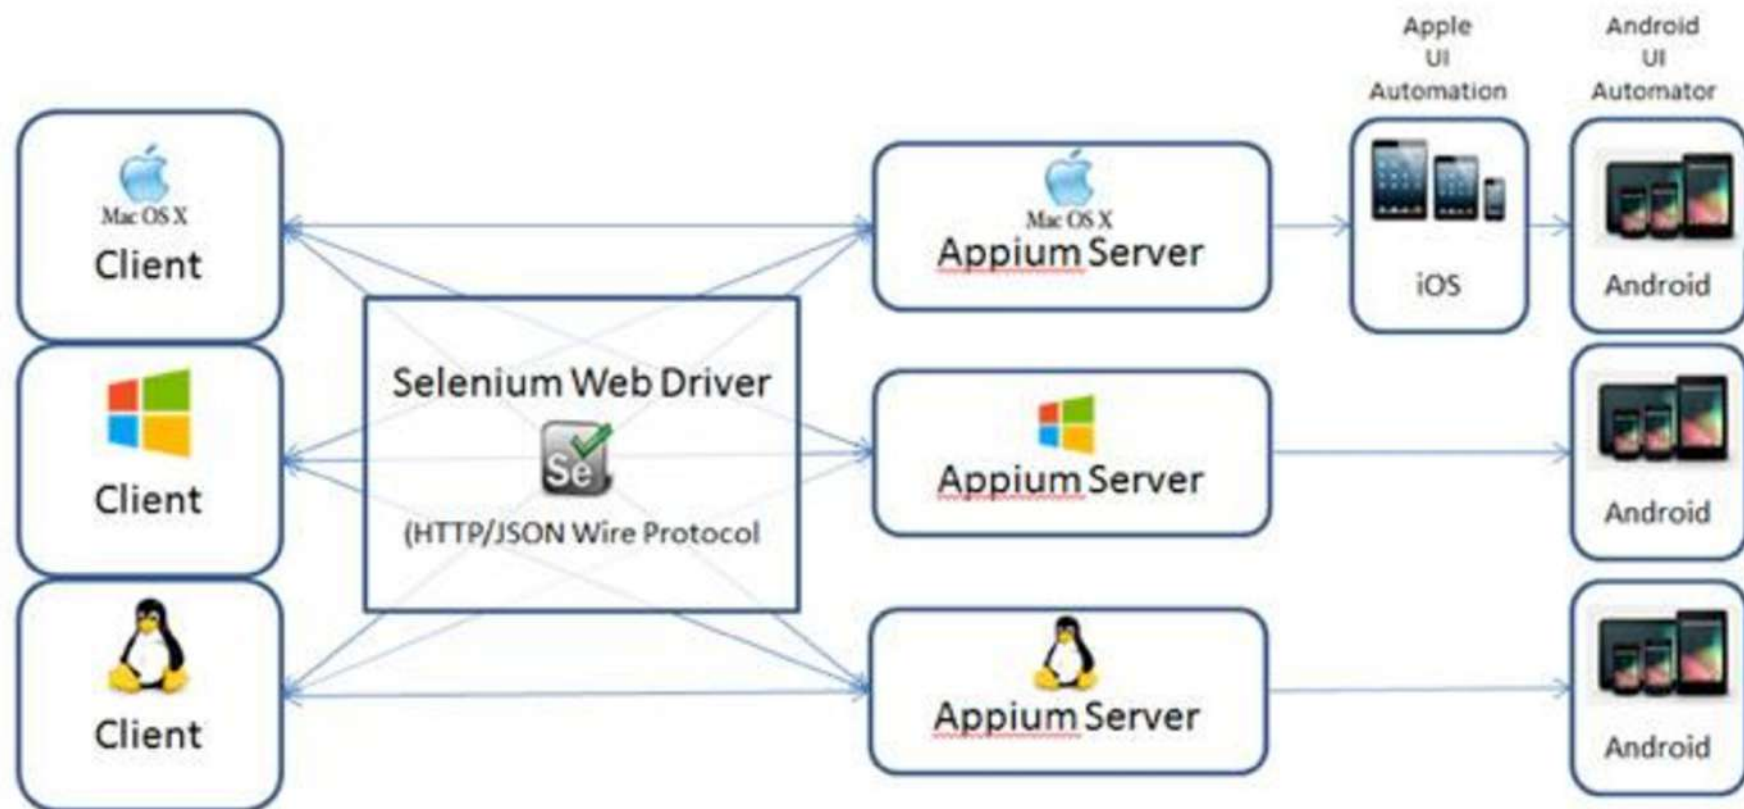 Apple
UI
Automation
Android
UI
Automator
Mac OS X
Client
Mac OS X
Appium Server
iOS
Android
Selenium Web Driver
Se
(HTTP/JSON Wire Protocol
Client
Appium Server
Android
Client
Appium Server
Android